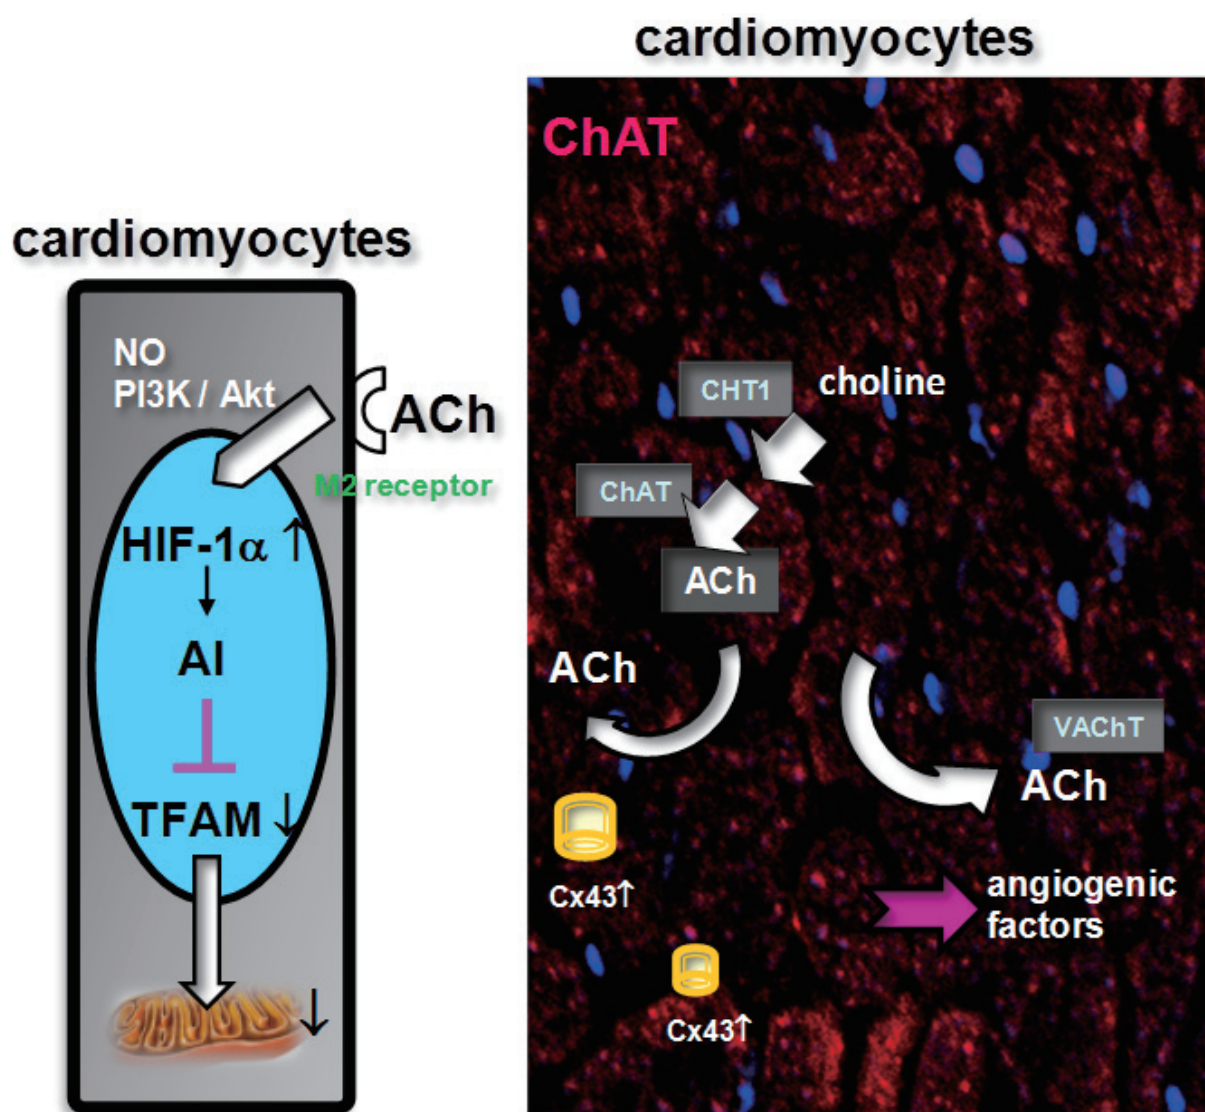 cardiomyocytes
NO
PI3K / Akt
ACh
M2 receptor
HIF-1α ↑
↓
AI
TFAM ↓
↓
cardiomyocytes
ChAT
CHT1
choline
ChAT
ACh
ACh
VAChT
ACh
Cx43↑
angiogenic
factors
Cx43↑